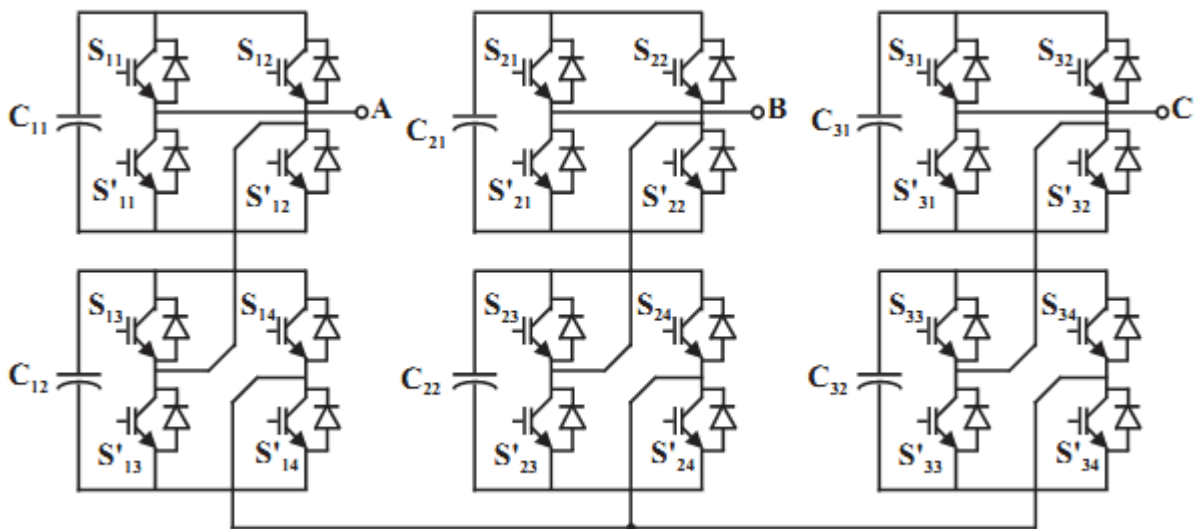 S11 S12 S21 S22 S31 S32
C11 A C21 B C31 C
S'11 S'12 S'21 S'22 S'31 S'32
S13 S14 S23 S24 S33 S34
C12 C22 C32
S'13 S'14 S'23 S'24 S'33 S'34